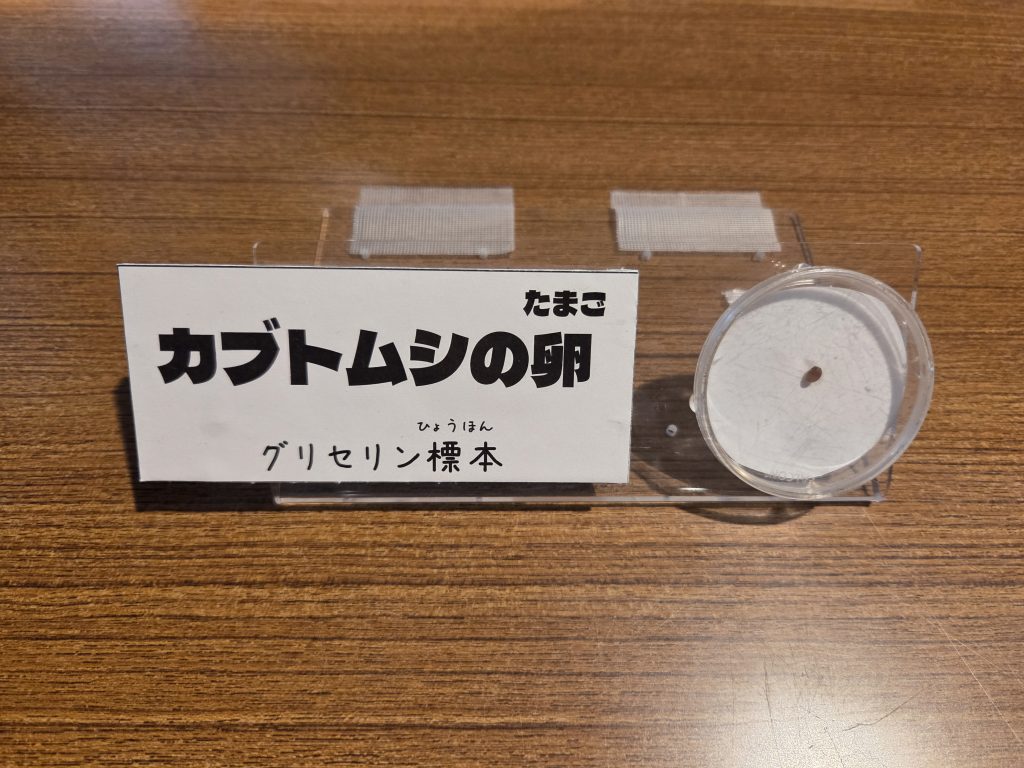 たまご
カブトムシの卵
ひょうほん
グリセリン標本